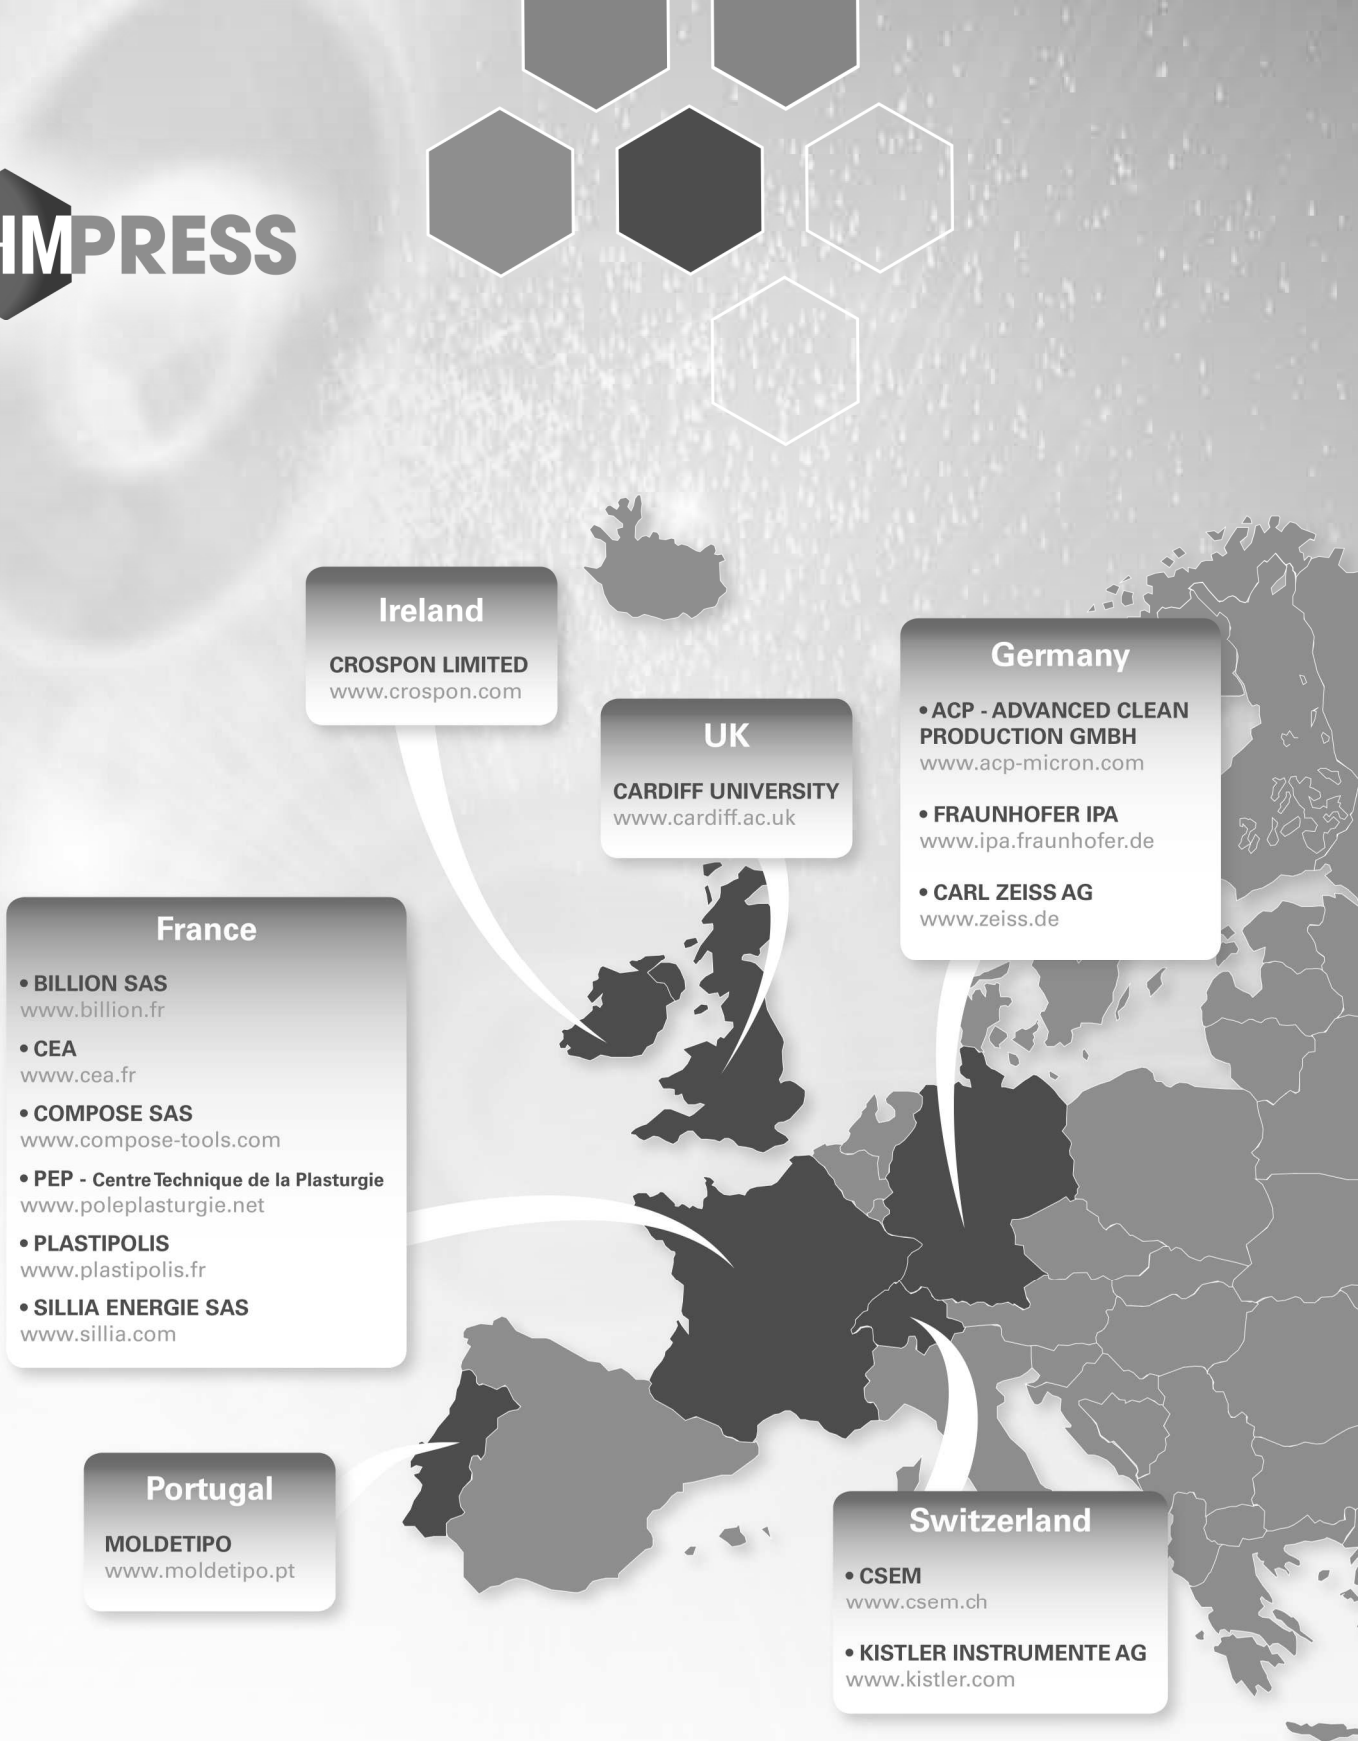 IMPRESS
Ireland
CROSPON LIMITED
www.crospon.com
UK
CARDIFF UNIVERSITY
www.cardiff.ac.uk
Germany
• ACP - ADVANCED CLEAN
PRODUCTION GMBH
www.acp-micron.com
• FRAUNHOFER IPA
www.ipa.fraunhofer.de
• CARL ZEISS AG
www.zeiss.de
France
• BILLION SAS
www.billion.fr
• CEA
www.cea.fr
• COMPOSE SAS
www.compose-tools.com
• PEP - Centre Technique de la Plasturgie
www.poleplasturgie.net
• PLASTIPOLIS
www.plastipolis.fr
• SILLIA ENERGIE SAS
www.sillia.com
Portugal
MOLDETIPO
www.moldetipo.pt
Switzerland
• CSEM
www.csem.ch
• KISTLER INSTRUMENTE AG
www.kistler.com